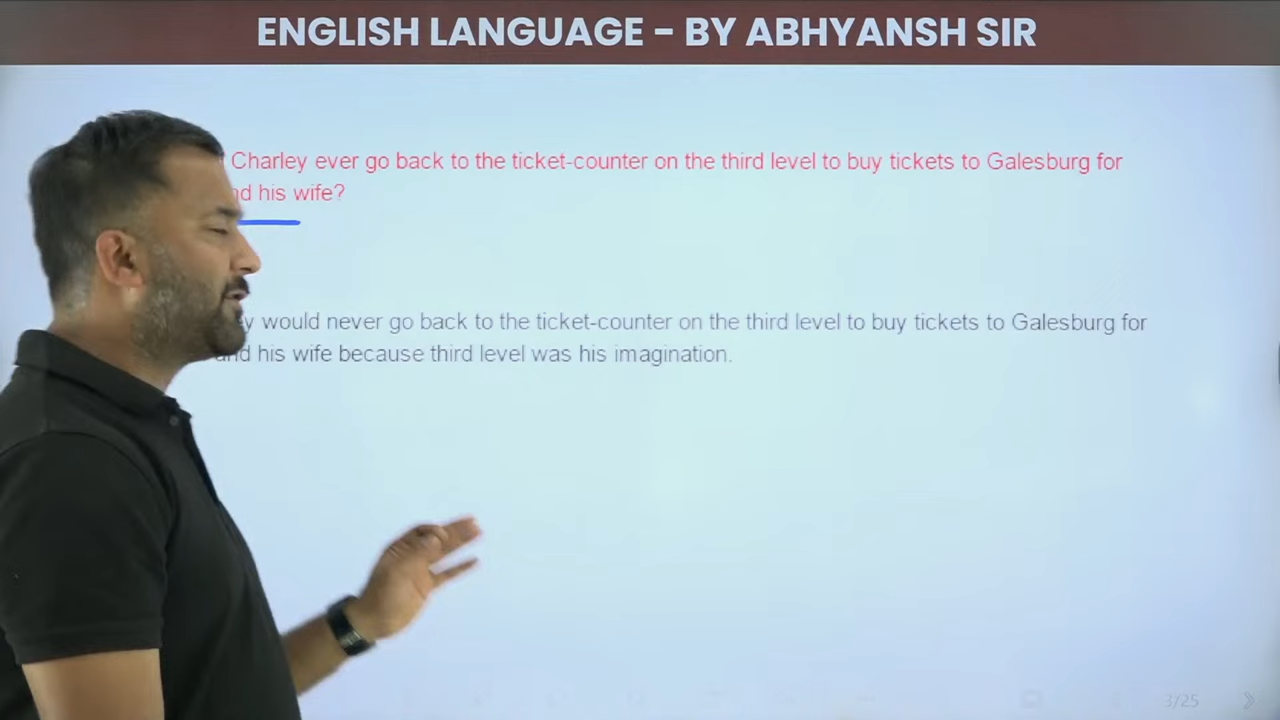 ENGLISH LANGUAGE - BY ABHYANSH SIR
Charley ever go back to the ticket-counter on the third level to buy tickets to Galesburg for
his wife?
would never go back to the ticket-counter on the third level to buy tickets to Galesburg for
and his wife because third level was his imagination.
3/25